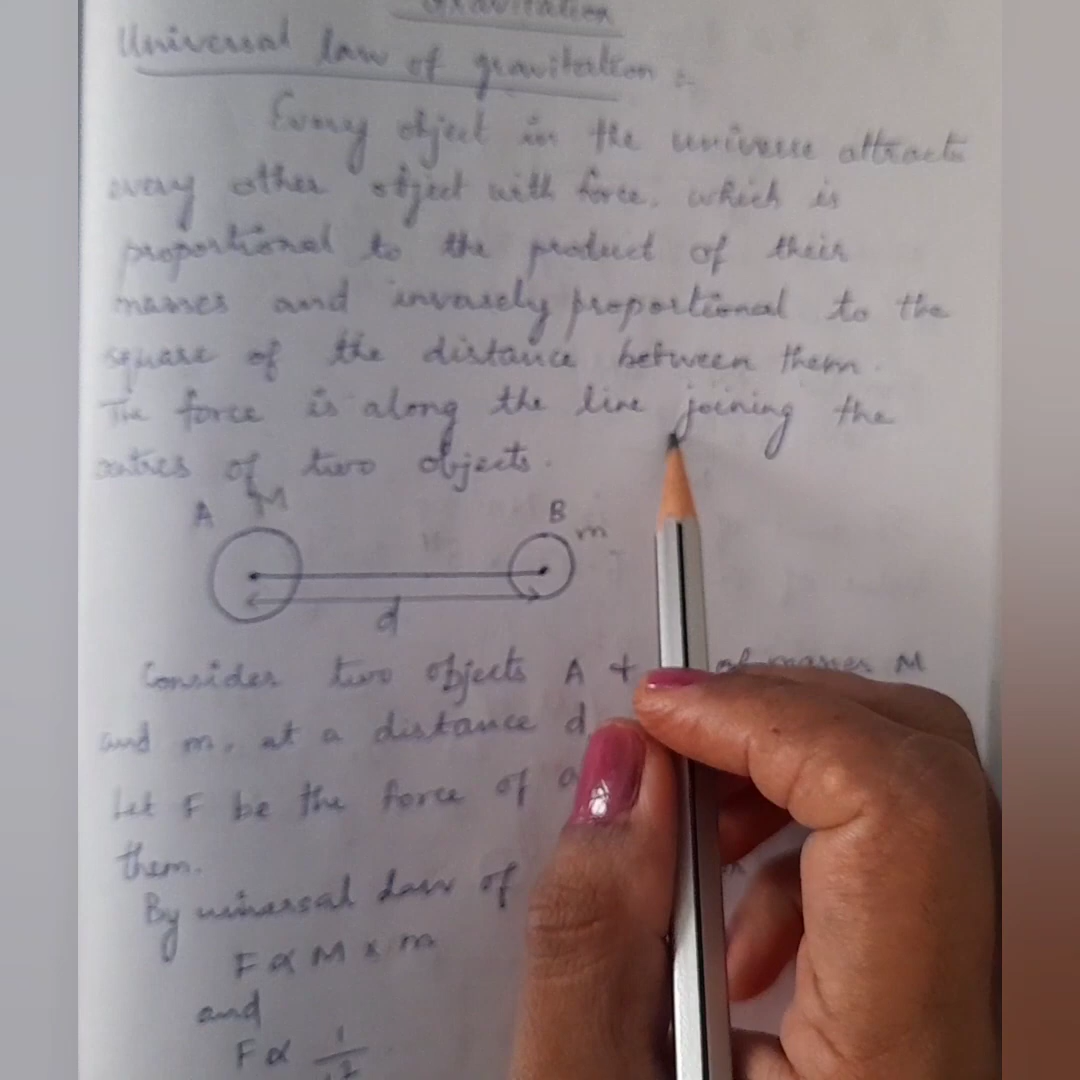 Gravitation
Universal law of gravitation :-
Every object in the universe attracts
every other object with force, which is
proportional to the product of their
masses and inversely proportional to the
square of the distance between them.
The force is along the line joining the
centres of two objects.
A M B m
d
Consider two objects A + of masses M
and m, at a distance d
Let F be the force of a
them.
By universal law of
F ∝ M x m
and
F ∝ 1